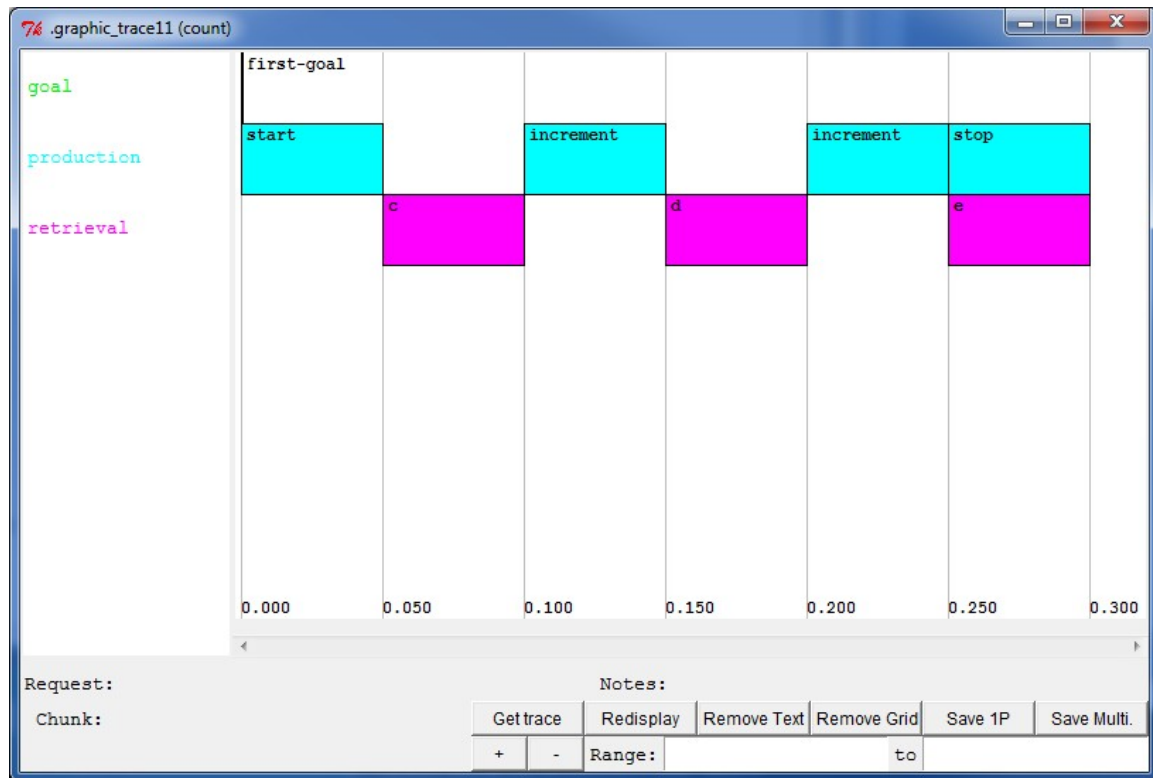 .graphic_trace11 (count)
first-goal
goal
start increment increment stop
production
c d e
retrieval
0.000 0.050 0.100 0.150 0.200 0.250 0.300
Request: Notes:
Chunk: Get trace Redisplay Remove Text Remove Grid Save 1P Save Multi.
+ - Range: to